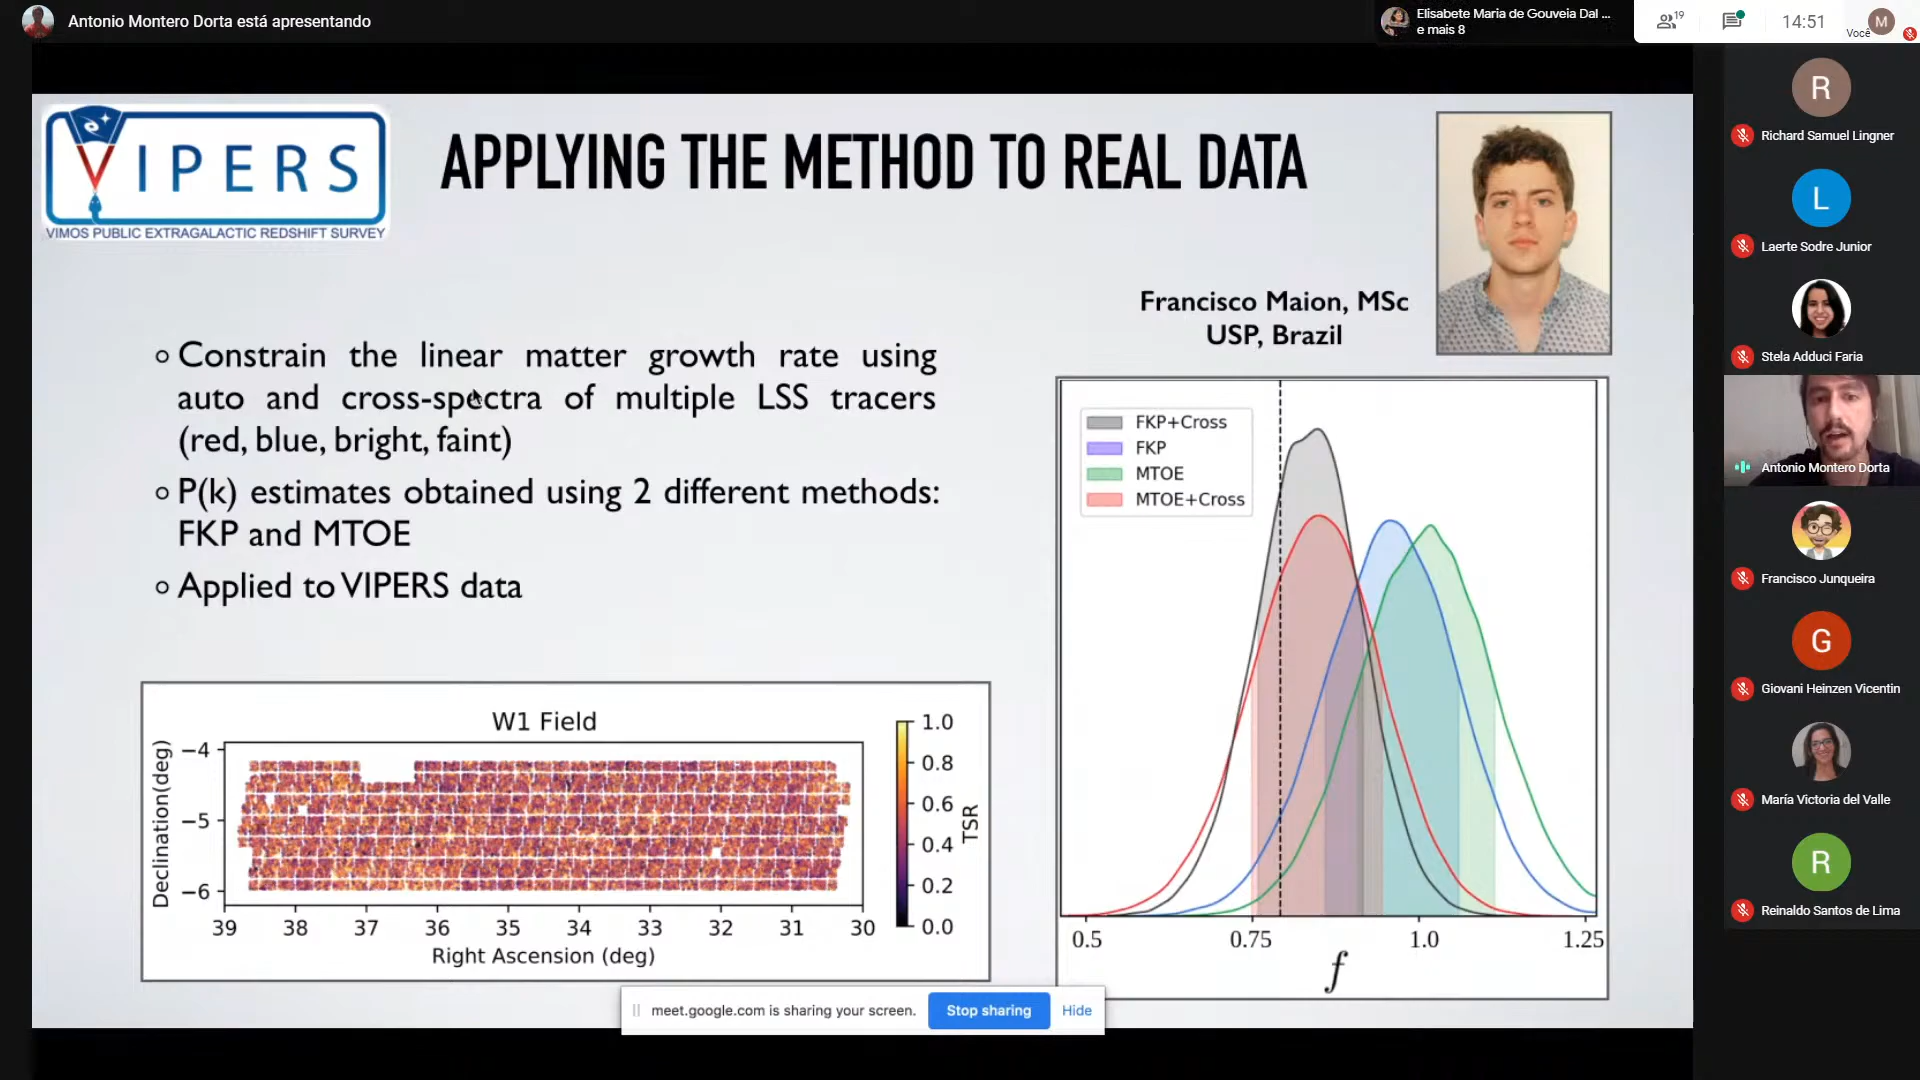 Antonio Montero Dorta está apresentando
Elisabete Maria de Gouveia Dal ...
e mais 8
19
14:51
Você
M
VIPERS
VIMOS PUBLIC EXTRAGALACTIC REDSHIFT SURVEY
APPLYING THE METHOD TO REAL DATA
Francisco Maion, MSc
USP, Brazil
Constrain the linear matter growth rate using
auto and cross-spectra of multiple LSS tracers
(red, blue, bright, faint)
P(k) estimates obtained using 2 different methods:
FKP and MTOE
Applied to VIPERS data
W1 Field
Declination(deg)
−4
−5
−6
39 38 37 36 35 34 33 32 31 30
Right Ascension (deg)
1.0
0.8
0.6
0.4
0.2
0.0
TSR
FKP+Cross
FKP
MTOE
MTOE+Cross
0.5 0.75 1.0 1.25
f
meet.google.com is sharing your screen.
Stop sharing
Hide
R
Richard Samuel Lingner
L
Laerte Sodre Junior
Stela Adduci Faria
Antonio Montero Dorta
Francisco Junqueira
G
Giovani Heinzen Vicentin
María Victoria del Valle
R
Reinaldo Santos de Lima